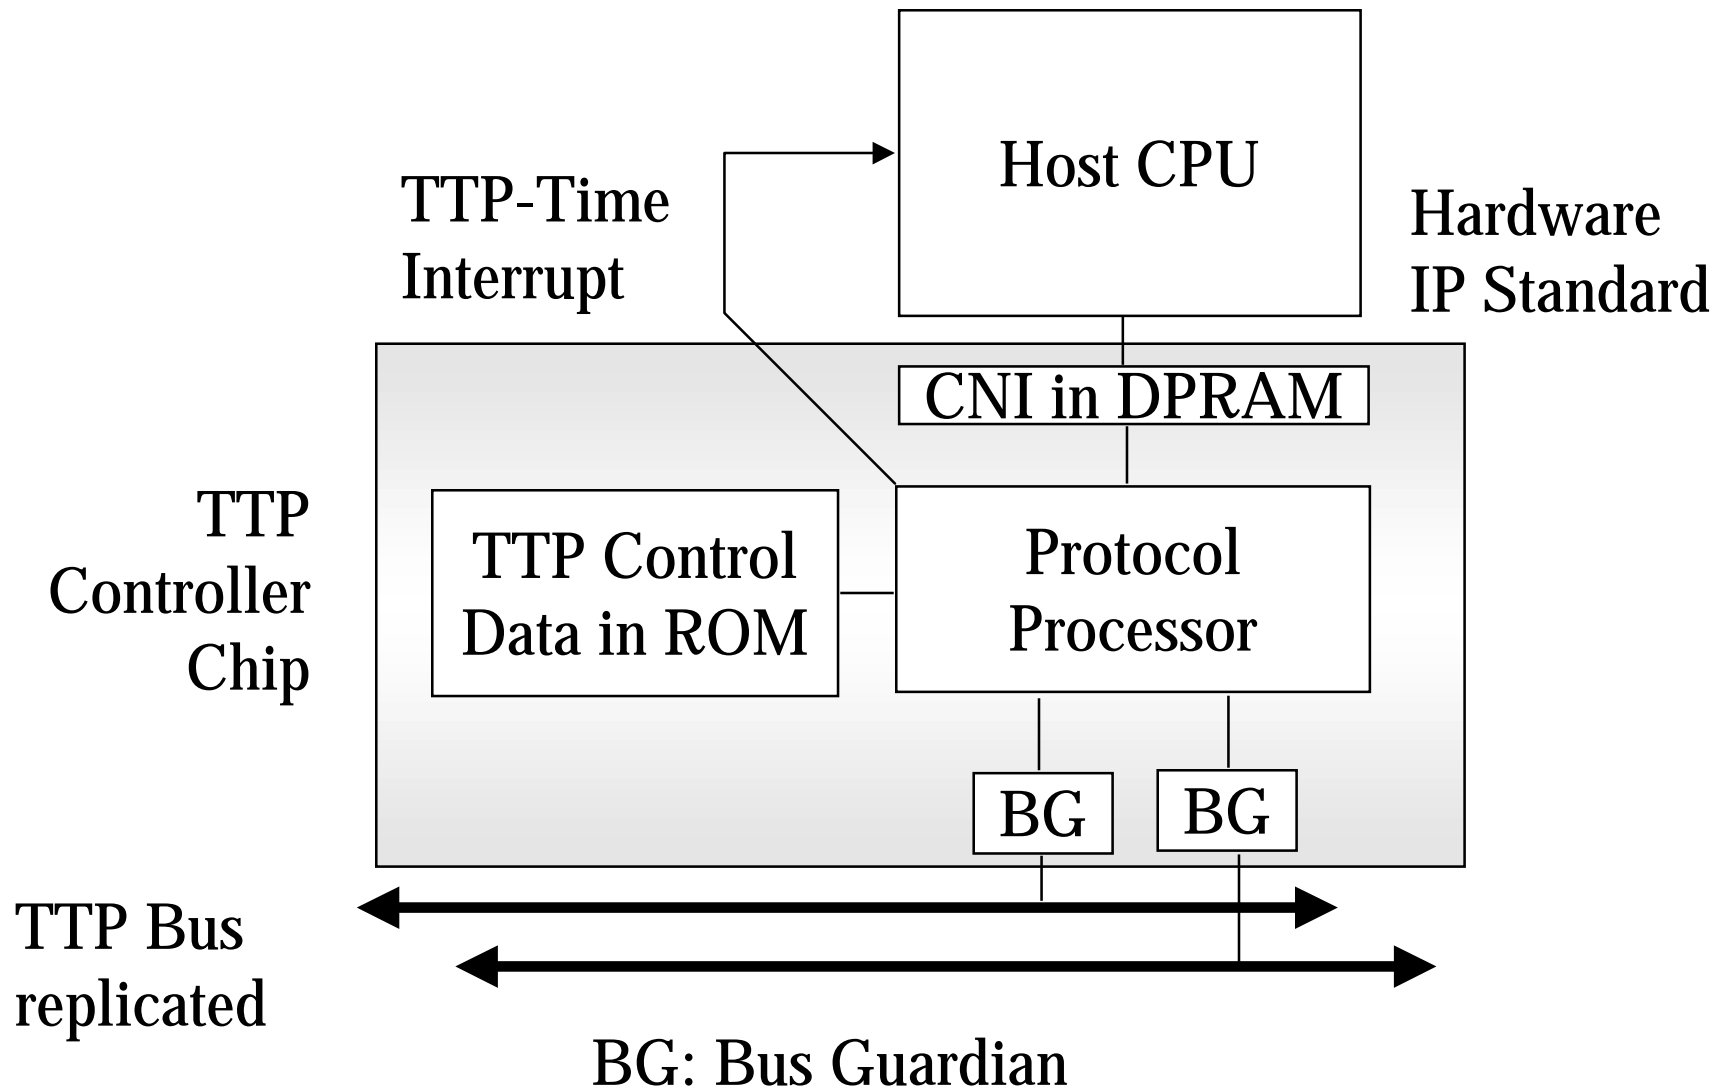 Host CPU
TTP-Time
Interrupt
Hardware
IP Standard
CNI in DPRAM
TTP
Controller
Chip
TTP Control
Data in ROM
Protocol
Processor
BG
BG
TTP Bus
replicated
BG: Bus Guardian